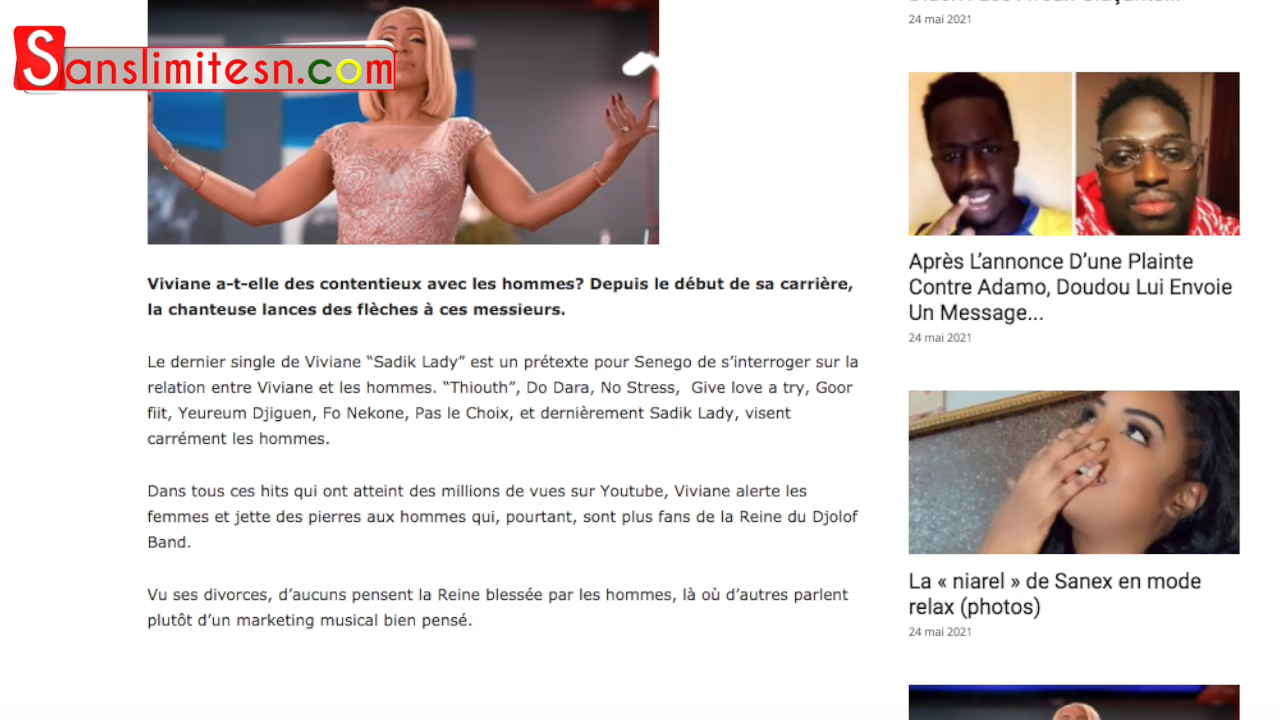 Sanslimitesn.com
Viviane a-t-elle des contentieux avec les hommes? Depuis le début de sa carrière,
la chanteuse lances des flèches à ces messieurs.
Le dernier single de Viviane “Sadik Lady” est un prétexte pour Senego de s’interroger sur la
relation entre Viviane et les hommes. “Thiouth”, Do Dara, No Stress,  Give love a try, Goor
fiit, Yeureum Djiguen, Fo Nekone, Pas le Choix, et dernièrement Sadik Lady, visent
carrément les hommes.
Dans tous ces hits qui ont atteint des millions de vues sur Youtube, Viviane alerte les
femmes et jette des pierres aux hommes qui, pourtant, sont plus fans de la Reine du Djolof
Band.
Vu ses divorces, d’aucuns pensent la Reine blessée par les hommes, là où d’autres parlent
plutôt d’un marketing musical bien pensé.
24 mai 2021
Après L’annonce D’une Plainte
Contre Adamo, Doudou Lui Envoie
Un Message...
24 mai 2021
La « niarel » de Sanex en mode
relax (photos)
24 mai 2021